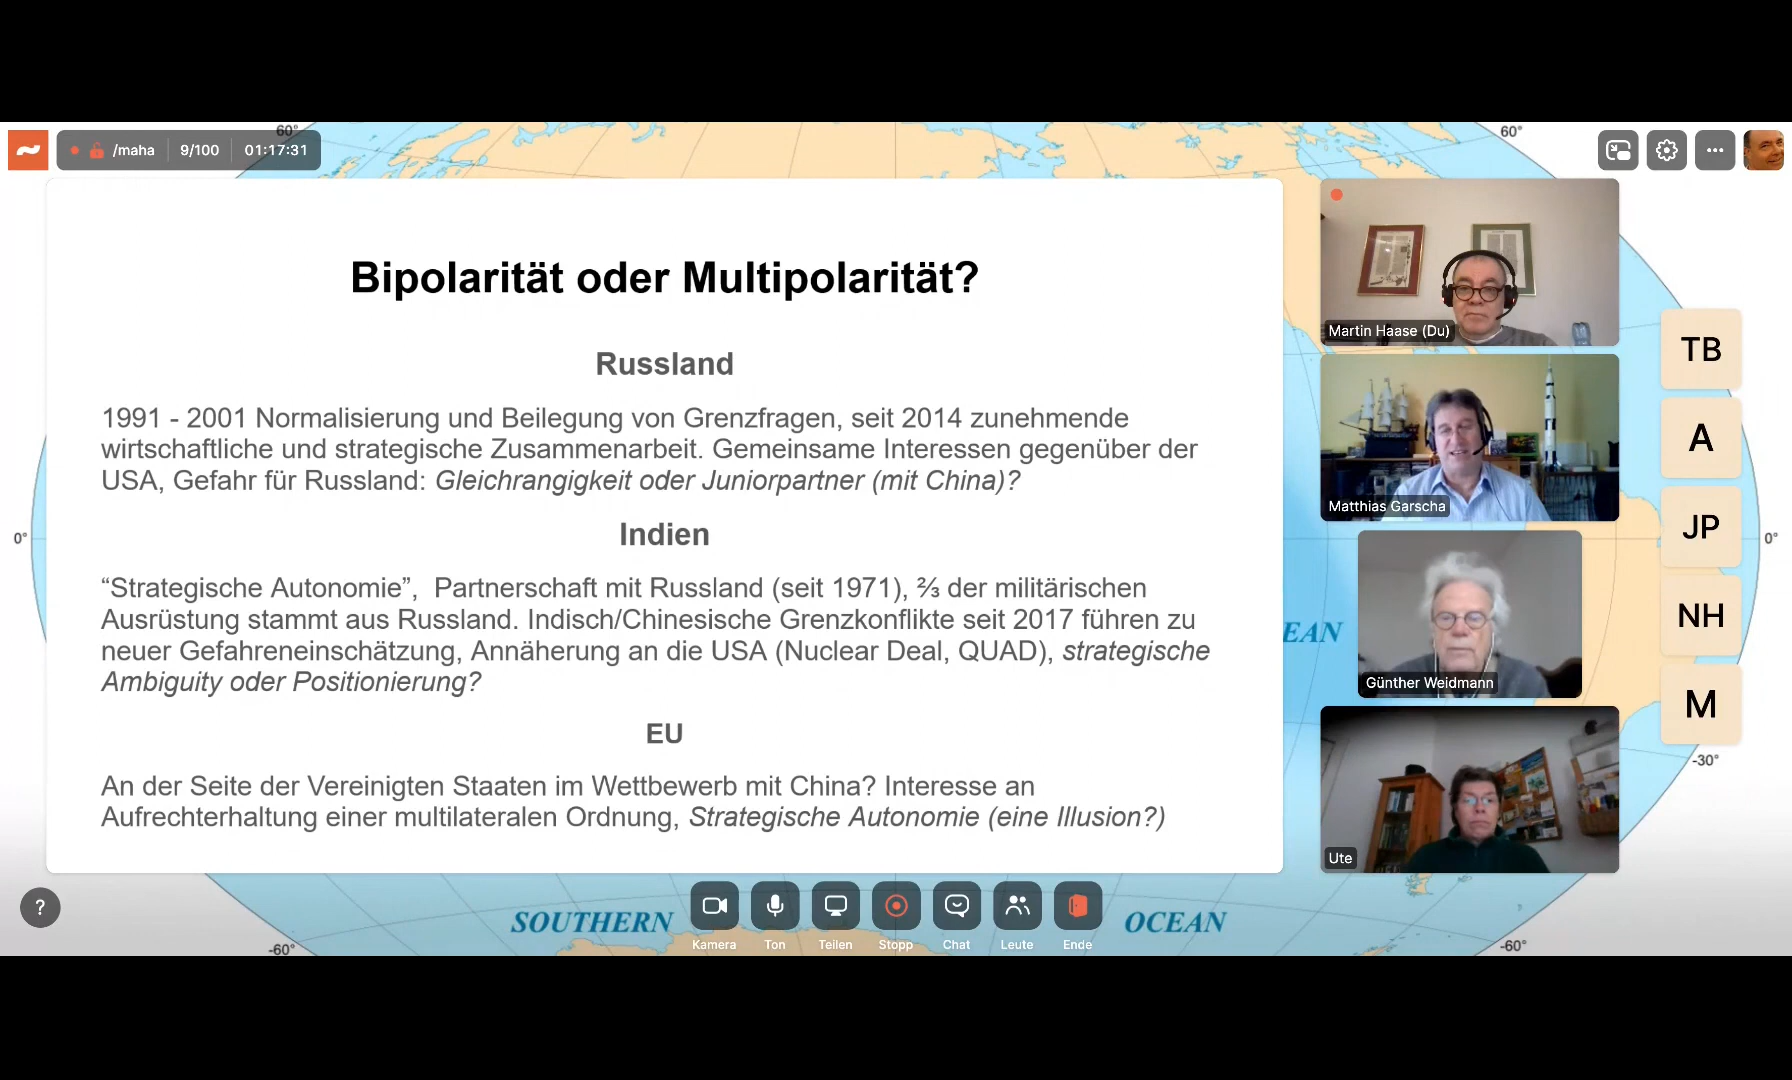 60°
60°
/maha
9/100
01:17:31
Bipolarität oder Multipolarität?
Russland
1991 - 2001 Normalisierung und Beilegung von Grenzfragen, seit 2014 zunehmende
wirtschaftliche und strategische Zusammenarbeit. Gemeinsame Interessen gegenüber der
USA, Gefahr für Russland: Gleichrangigkeit oder Juniorpartner (mit China)?
Indien
“Strategische Autonomie”, Partnerschaft mit Russland (seit 1971), ⅔ der militärischen
Ausrüstung stammt aus Russland. Indisch/Chinesische Grenzkonflikte seit 2017 führen zu
neuer Gefahreneinschätzung, Annäherung an die USA (Nuclear Deal, QUAD), strategische
Ambiguity oder Positionierung?
EU
An der Seite der Vereinigten Staaten im Wettbewerb mit China? Interesse an
Aufrechterhaltung einer multilateralen Ordnung, Strategische Autonomie (eine Illusion?)
Martin Haase (Du)
Matthias Garscha
Günther Weidmann
Ute
TB
A
JP
NH
M
0°
0°
EAN
-30°
?
SOUTHERN
OCEAN
Kamera
Ton
Teilen
Stopp
Chat
Leute
Ende
-60°
-60°